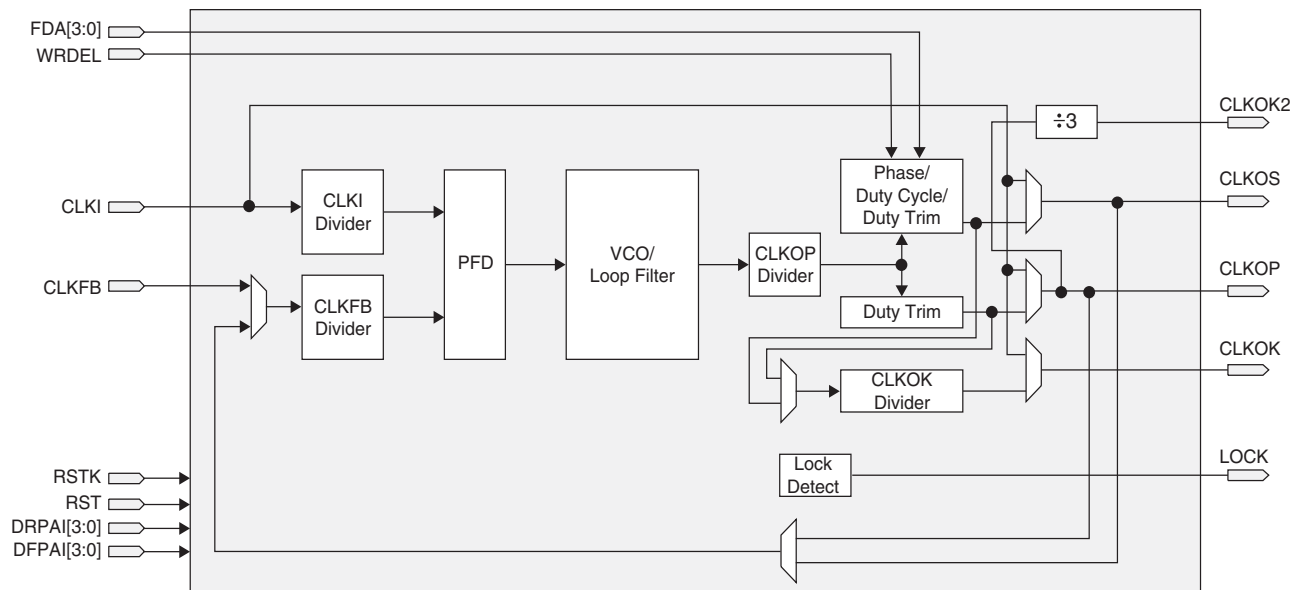 FDA[3:0]
WRDEL
CLKI
CLKFB
RSTK
RST
DRPAI[3:0]
DFPAI[3:0]
CLKI
Divider
CLKFB
Divider
PFD
VCO/
Loop Filter
CLKOP
Divider
Phase/
Duty Cycle/
Duty Trim
Duty Trim
CLKOK
Divider
Lock
Detect
÷3
CLKOK2
CLKOS
CLKOP
CLKOK
LOCK